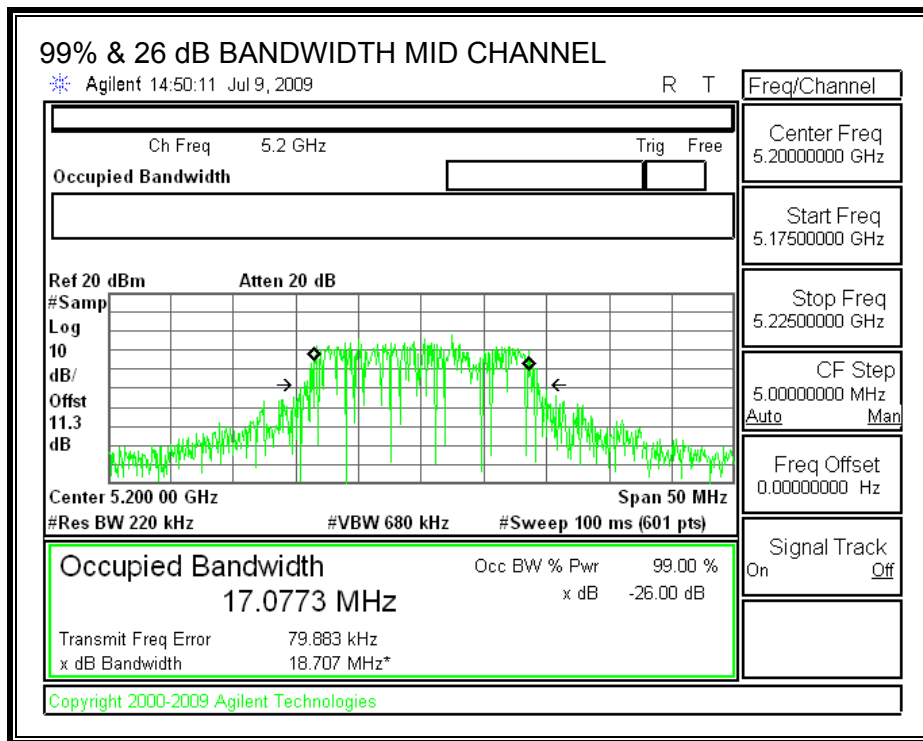 99% & 26 dB BANDWIDTH MID CHANNEL
Agilent 14:50:11 Jul 9, 2009 R T
Ch Freq 5.2 GHz Trig Free
Occupied Bandwidth
Ref 20 dBm Atten 20 dB
#Samp
Log
10
dB/
Offst
11.3
dB
Center 5.200 00 GHz Span 50 MHz
#Res BW 220 kHz #VBW 680 kHz #Sweep 100 ms (601 pts)
Occupied Bandwidth Occ BW % Pwr 99.00 %
17.0773 MHz x dB -26.00 dB
Transmit Freq Error 79.883 kHz
x dB Bandwidth 18.707 MHz*
Copyright 2000-2009 Agilent Technologies
Freq/Channel
Center Freq
5.20000000 GHz
Start Freq
5.17500000 GHz
Stop Freq
5.22500000 GHz
CF Step
5.00000000 MHz
Auto Man
Freq Offset
0.00000000 Hz
Signal Track
On Off